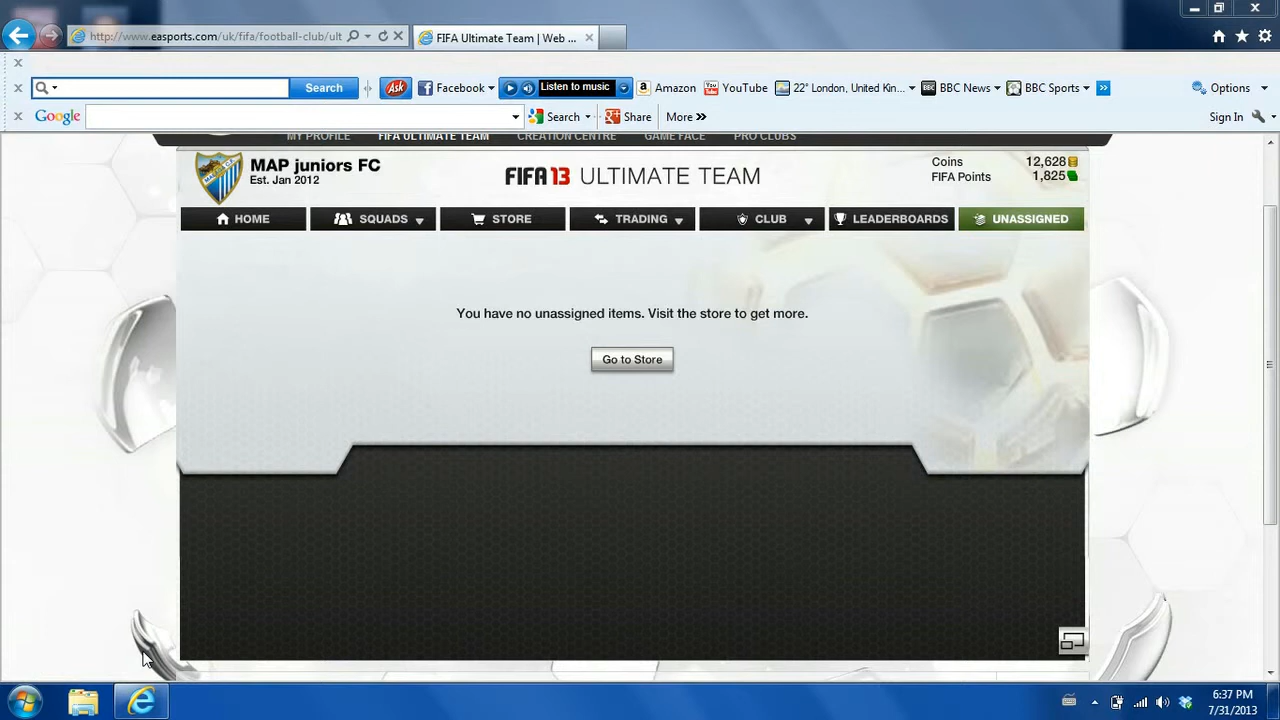 http://www.easports.com/uk/fifa/football-club/ult
FIFA Ultimate Team | Web ...
Search Ask Facebook Listen to music Amazon YouTube 22° London, United Kin... BBC News BBC Sports Options
Google Search Share More Sign In
MY PROFILE FIFA ULTIMATE TEAM CREATION CENTRE GAME FACE PRO CLUBS
MAP juniors FC
Est. Jan 2012
FIFA 13 ULTIMATE TEAM
Coins 12,628
FIFA Points 1,825
HOME SQUADS STORE TRADING CLUB LEADERBOARDS UNASSIGNED
You have no unassigned items. Visit the store to get more.
Go to Store
6:37 PM
7/31/2013